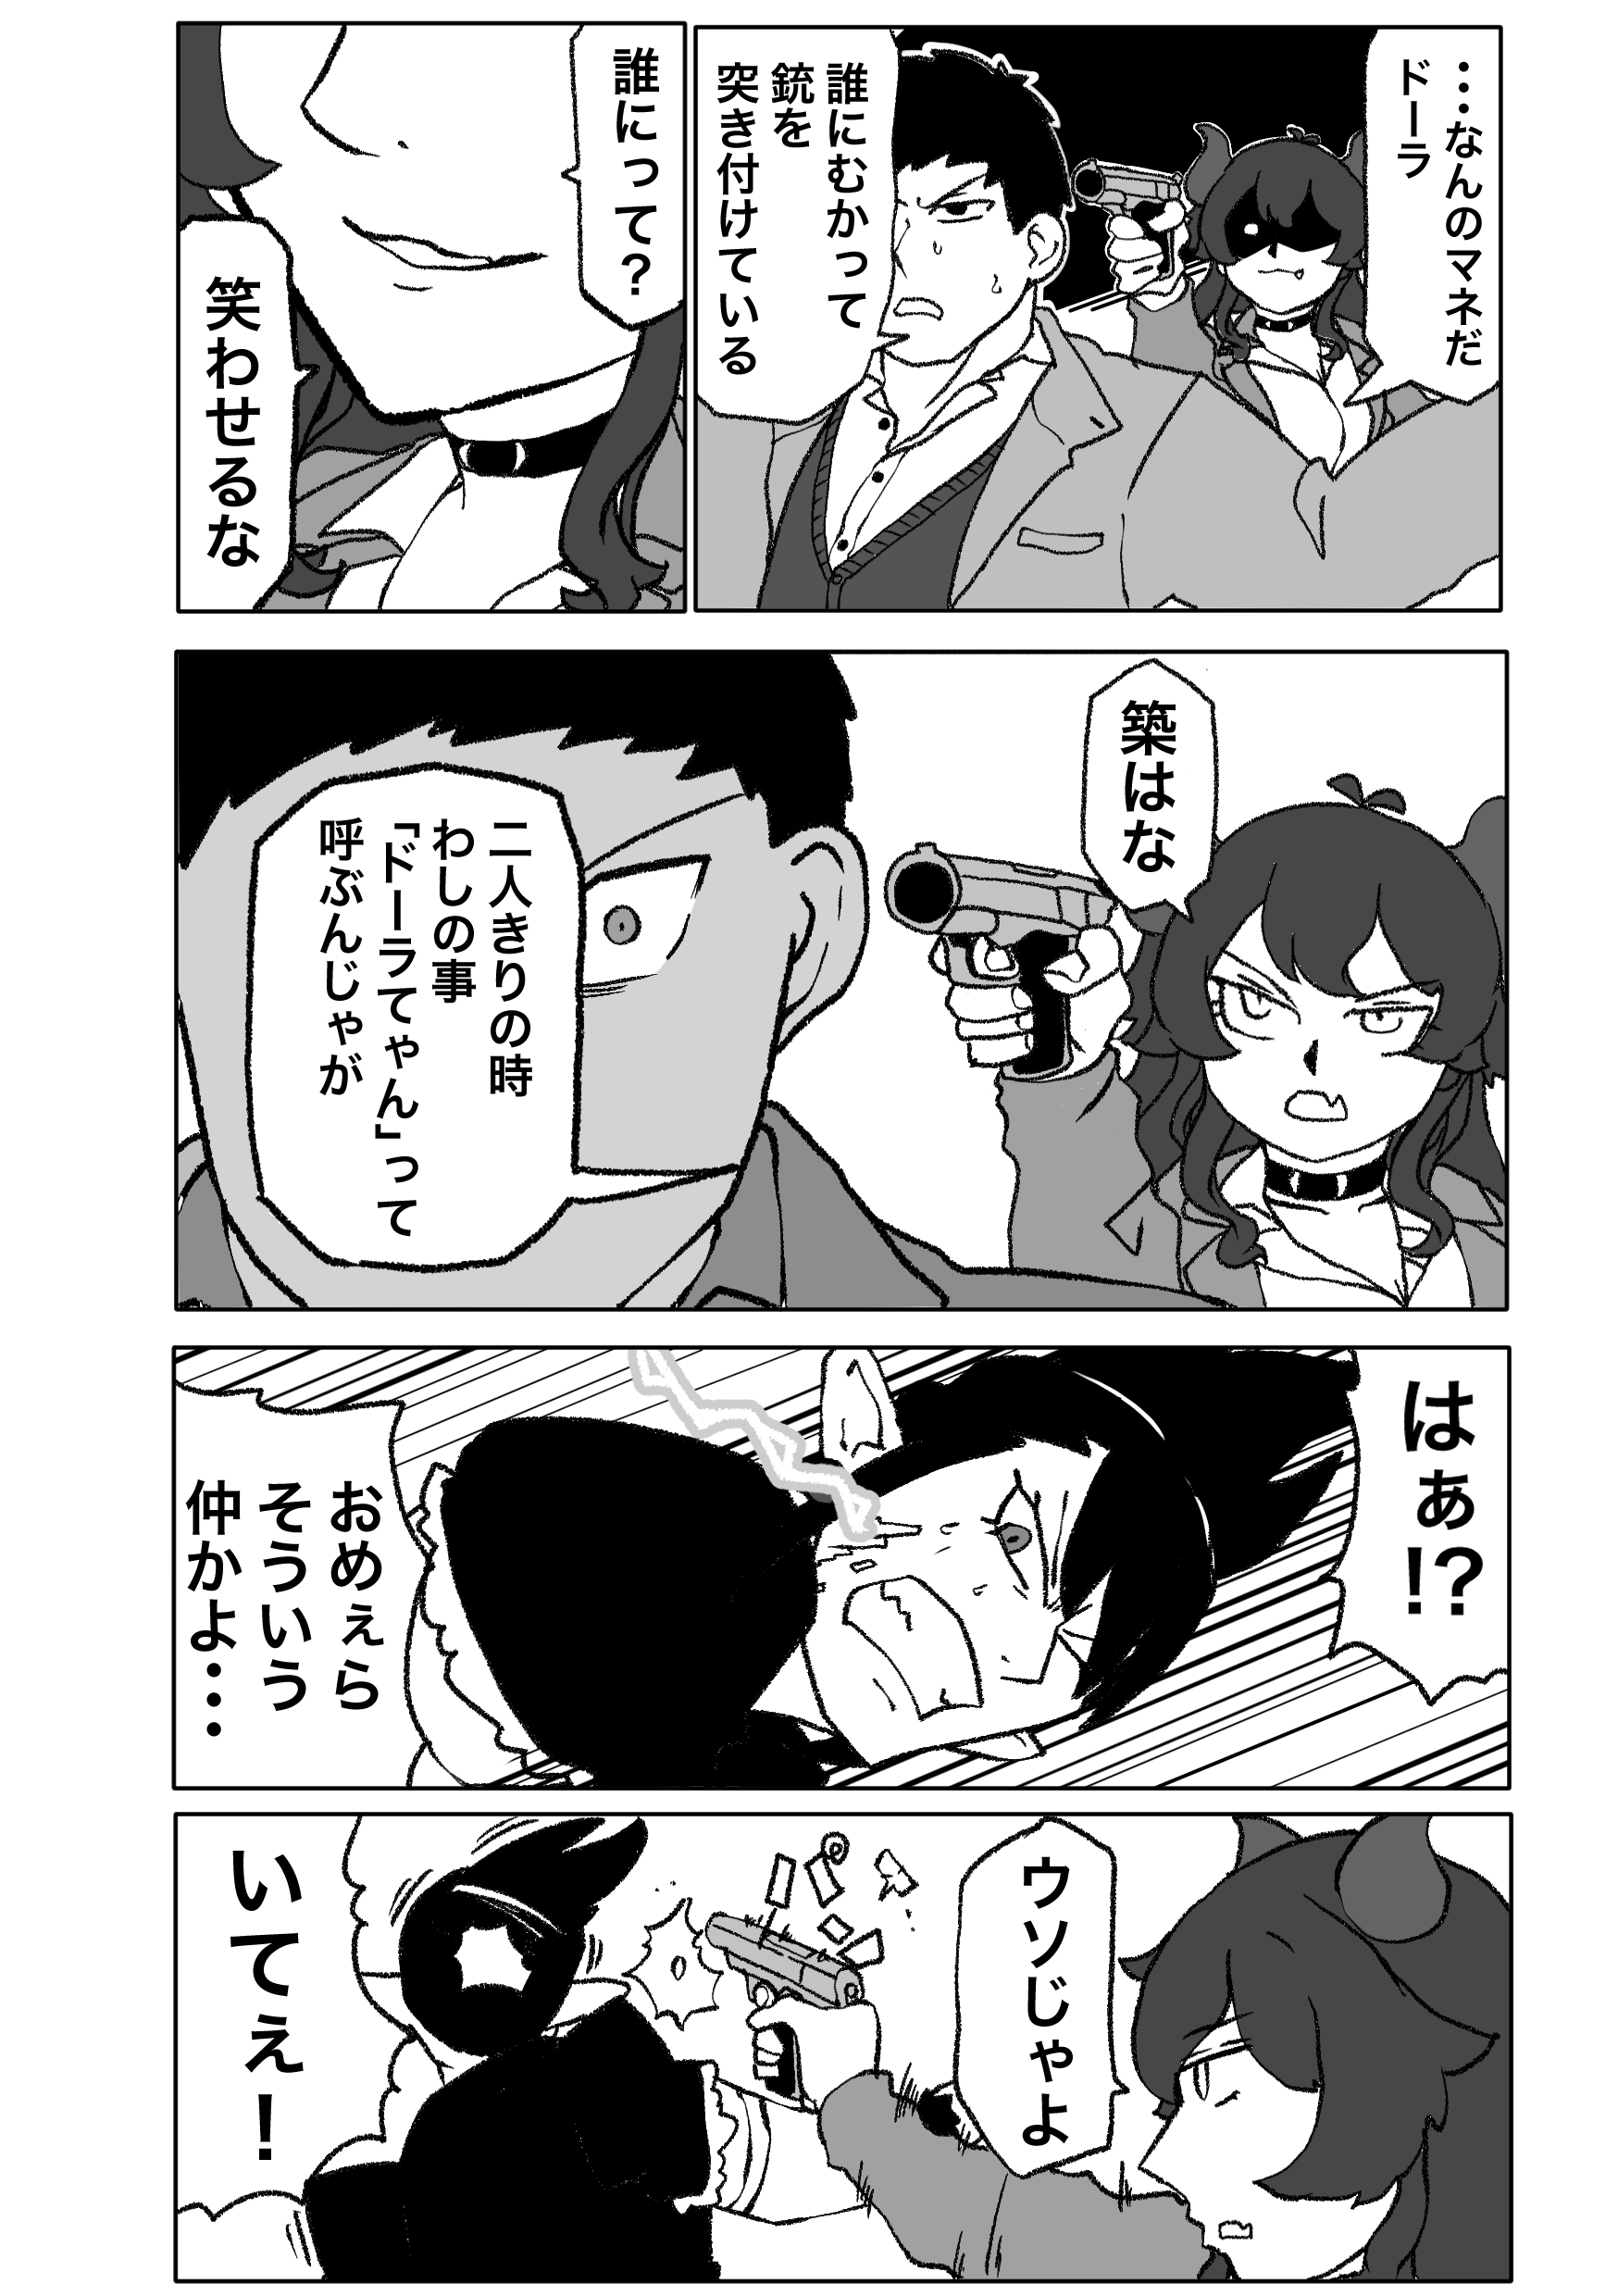 …なんのマネだ
ドーラ
誰にむかって
銃を
突き付けている
誰にって?
笑わせるな
築はな
二人きりの時
わしの事
「ドーラてゃん」って
呼ぶんじゃが
はぁ!?
おめぇら
そういう
仲かよ…
ウソじゃよ
いてぇ!